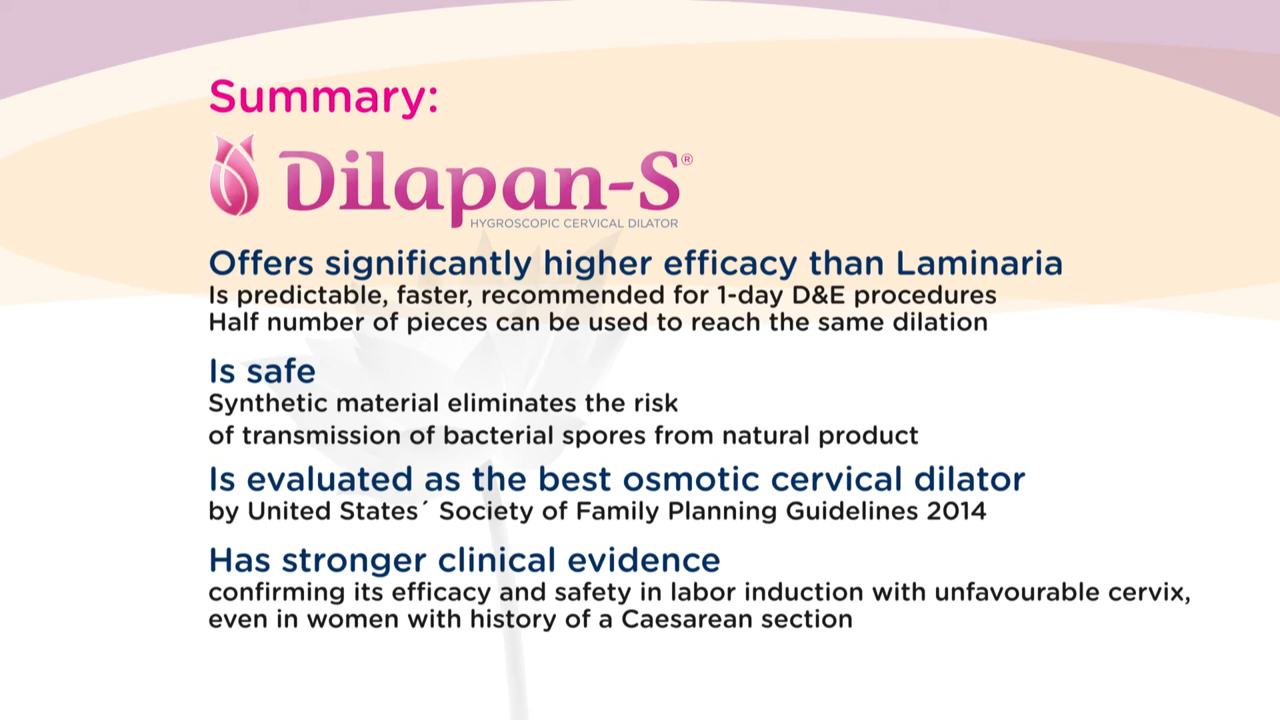 Summary:
Dilapan-S®
HYGROSCOPIC CERVICAL DILATOR
Offers significantly higher efficacy than Laminaria
Is predictable, faster, recommended for 1-day D&E procedures
Half number of pieces can be used to reach the same dilation
Is safe
Synthetic material eliminates the risk
of transmission of bacterial spores from natural product
Is evaluated as the best osmotic cervical dilator
by United States´ Society of Family Planning Guidelines 2014
Has stronger clinical evidence
confirming its efficacy and safety in labor induction with unfavourable cervix,
even in women with history of a Caesarean section